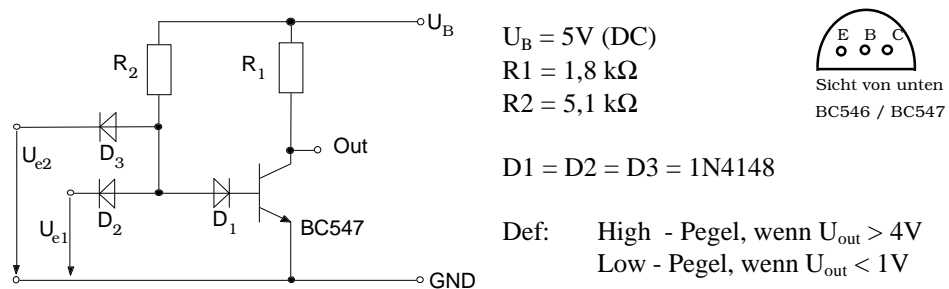 U_B
R_2
R_1
U_e2
D_3
Out
U_e1
D_2
D_1
BC547
GND
U_B = 5V (DC)
R1 = 1,8 kΩ
R2 = 5,1 kΩ
D1 = D2 = D3 = 1N4148
Def: High - Pegel, wenn U_out > 4V
Low - Pegel, wenn U_out < 1V
E B C
Sicht von unten
BC546 / BC547